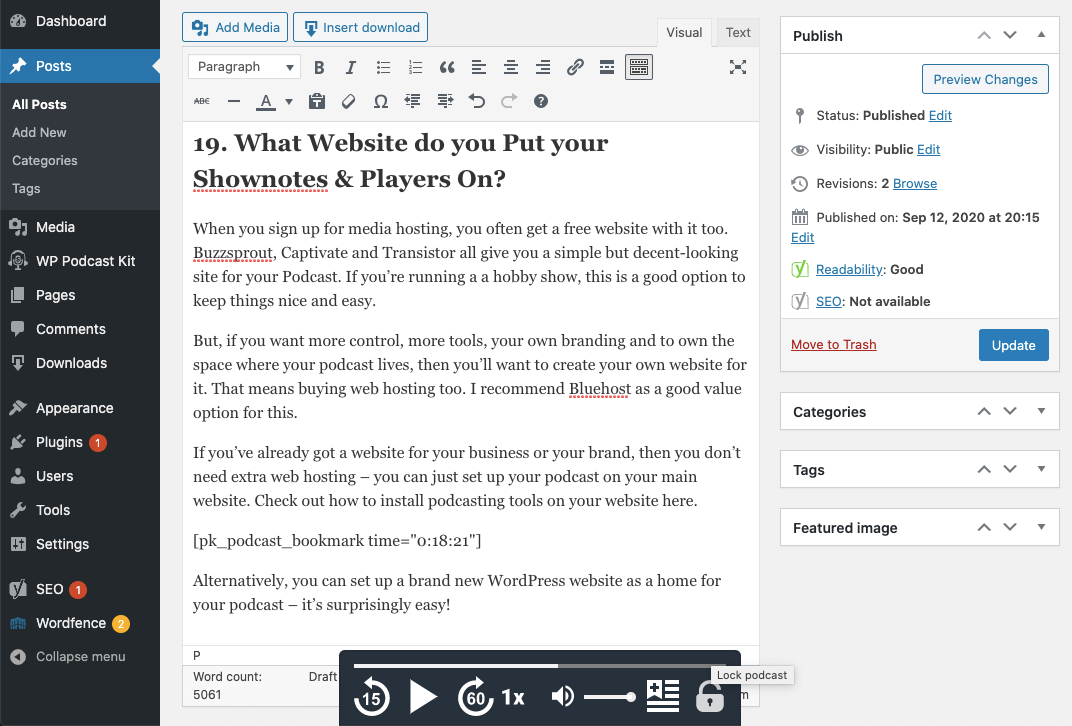 Dashboard
Posts
All Posts
Add New
Categories
Tags
Media
WP Podcast Kit
Pages
Comments
Downloads
Appearance
Plugins 1
Users
Tools
Settings
SEO 1
Wordfence 2
Collapse menu
Add Media
Insert download
Visual
Text
Paragraph
B
I
ABC
A
Ω
19. What Website do you Put your
Shownotes & Players On?
When you sign up for media hosting, you often get a free website with it too.
Buzzsprout, Captivate and Transistor all give you a simple but decent-looking
site for your Podcast. If you’re running a a hobby show, this is a good option to
keep things nice and easy.
But, if you want more control, more tools, your own branding and to own the
space where your podcast lives, then you’ll want to create your own website for
it. That means buying web hosting too. I recommend Bluehost as a good value
option for this.
If you’ve already got a website for your business or your brand, then you don’t
need extra web hosting – you can just set up your podcast on your main
website. Check out how to install podcasting tools on your website here.
[pk_podcast_bookmark time="0:18:21"]
Alternatively, you can set up a brand new WordPress website as a home for
your podcast – it’s surprisingly easy!
P
Word count:
5061
Draft
15
60
1x
Lock podcast
Publish
Preview Changes
Status: Published Edit
Visibility: Public Edit
Revisions: 2 Browse
Published on: Sep 12, 2020 at 20:15
Edit
Readability: Good
SEO: Not available
Move to Trash
Update
Categories
Tags
Featured image